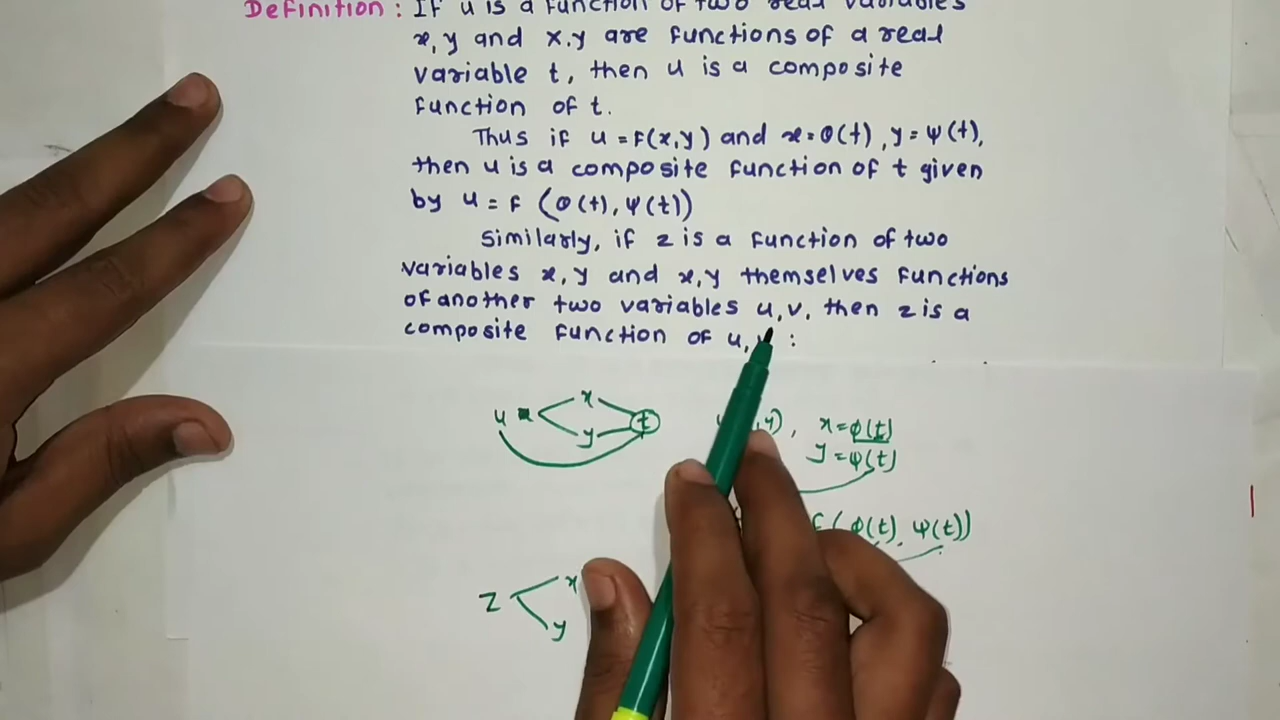 Definition: If u is a function of two real variables
x, y and x,y are functions of a real
variable t, then u is a composite
function of t.
Thus if u = f(x,y) and x = Φ(t), y = Ψ(t),
then u is a composite function of t given
by u = f (Φ(t), Ψ(t))
Similarly, if z is a function of two
variables x, y and x, y themselves functions
of another two variables u, v, then z is a
composite function of u, :
u x y t
x = φ(t)
y = ψ(t)
f(φ(t), ψ(t))
z x y